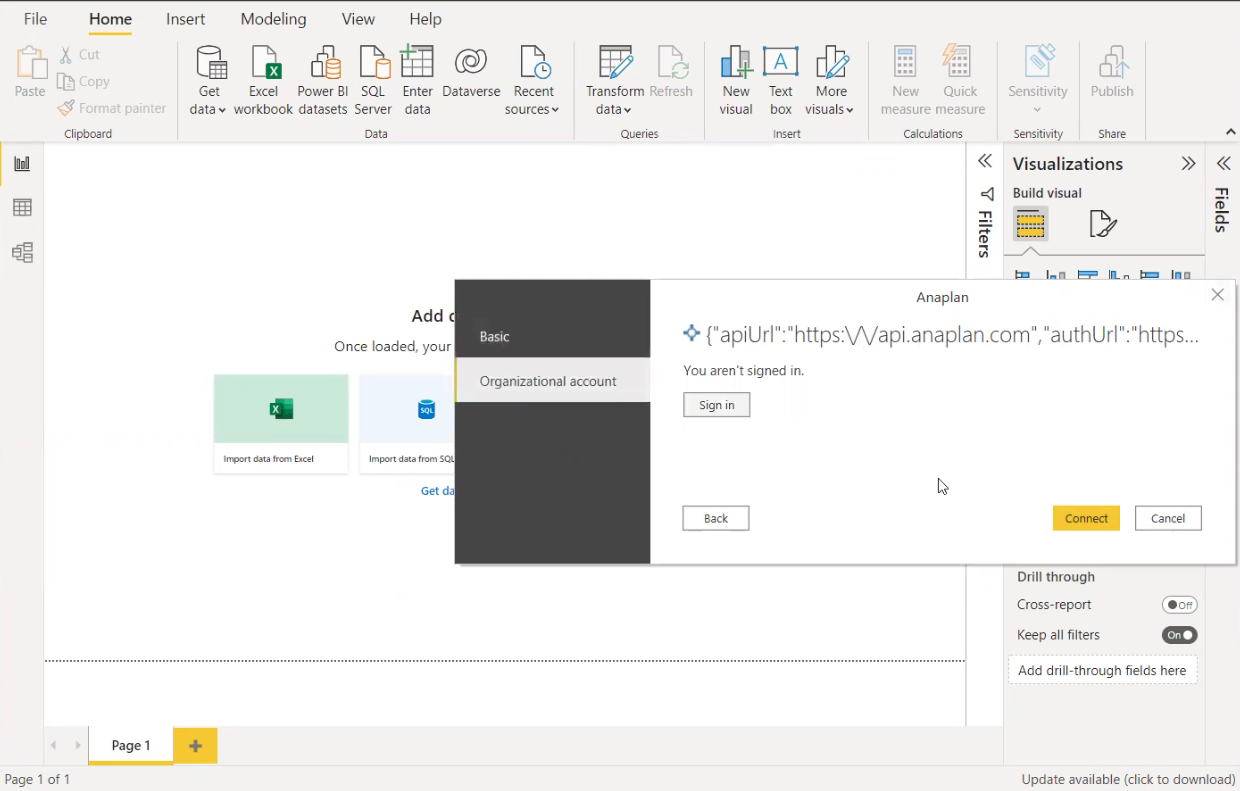 File Home Insert Modeling View Help
Paste
Cut
Copy
Format painter
Clipboard
Get data
Excel workbook
Power BI datasets
SQL Server
Enter data
Dataverse
Recent sources
Data
Transform data
Refresh
Queries
New visual
Text box
More visuals
Insert
New measure
Quick measure
Calculations
Sensitivity
Sensitivity
Publish
Share
Filters
Visualizations
Build visual
Fields
Add d
Once loaded, your
Import data from Excel
Import data from SQL
Get da
Anaplan
Basic
Organizational account
{"apiUrl":"https:\/\/api.anaplan.com","authUrl":"https...
You aren't signed in.
Sign in
Back
Connect
Cancel
Drill through
Cross-report Off
Keep all filters On
Add drill-through fields here
Page 1
Page 1 of 1
Update available (click to download)